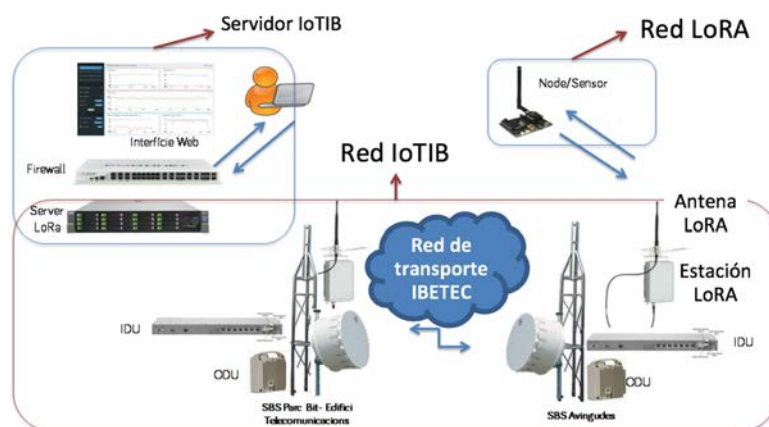 Servidor IoTIB
Red LoRA
Node/Sensor
Interfície Web
Red IoTIB
Firewall
Server
LoRa
Antena
LoRA
Red de
transporte
IBETEC
Estación
LoRA
IDU
IDU
ODU
ODU
SBS Parc Bit- Edifici
Telecomunicacions
SBS Avingudes